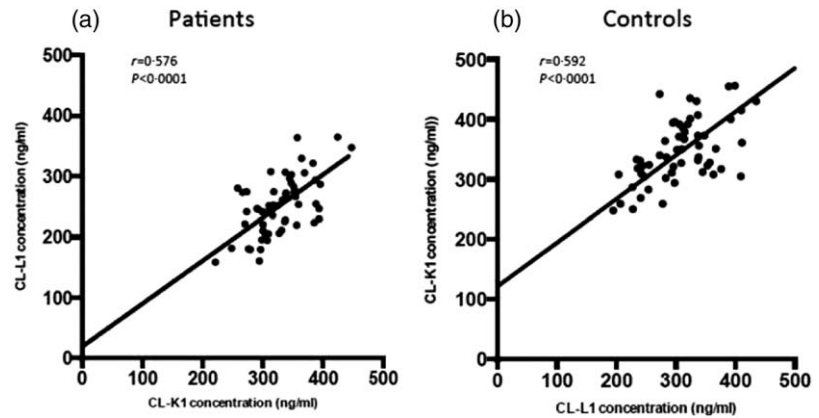 (a) Patients
r=0·576
P<0·0001
CL-L1 concentration (ng/ml)
500
400
300
200
100
0
0 100 200 300 400 500
CL-K1 concentration (ng/ml)
(b) Controls
r=0·592
P<0·0001
CL-K1 concentration (ng/ml))
500
400
300
200
100
0
0 100 200 300 400 500
CL-L1 concentration (ng/ml)